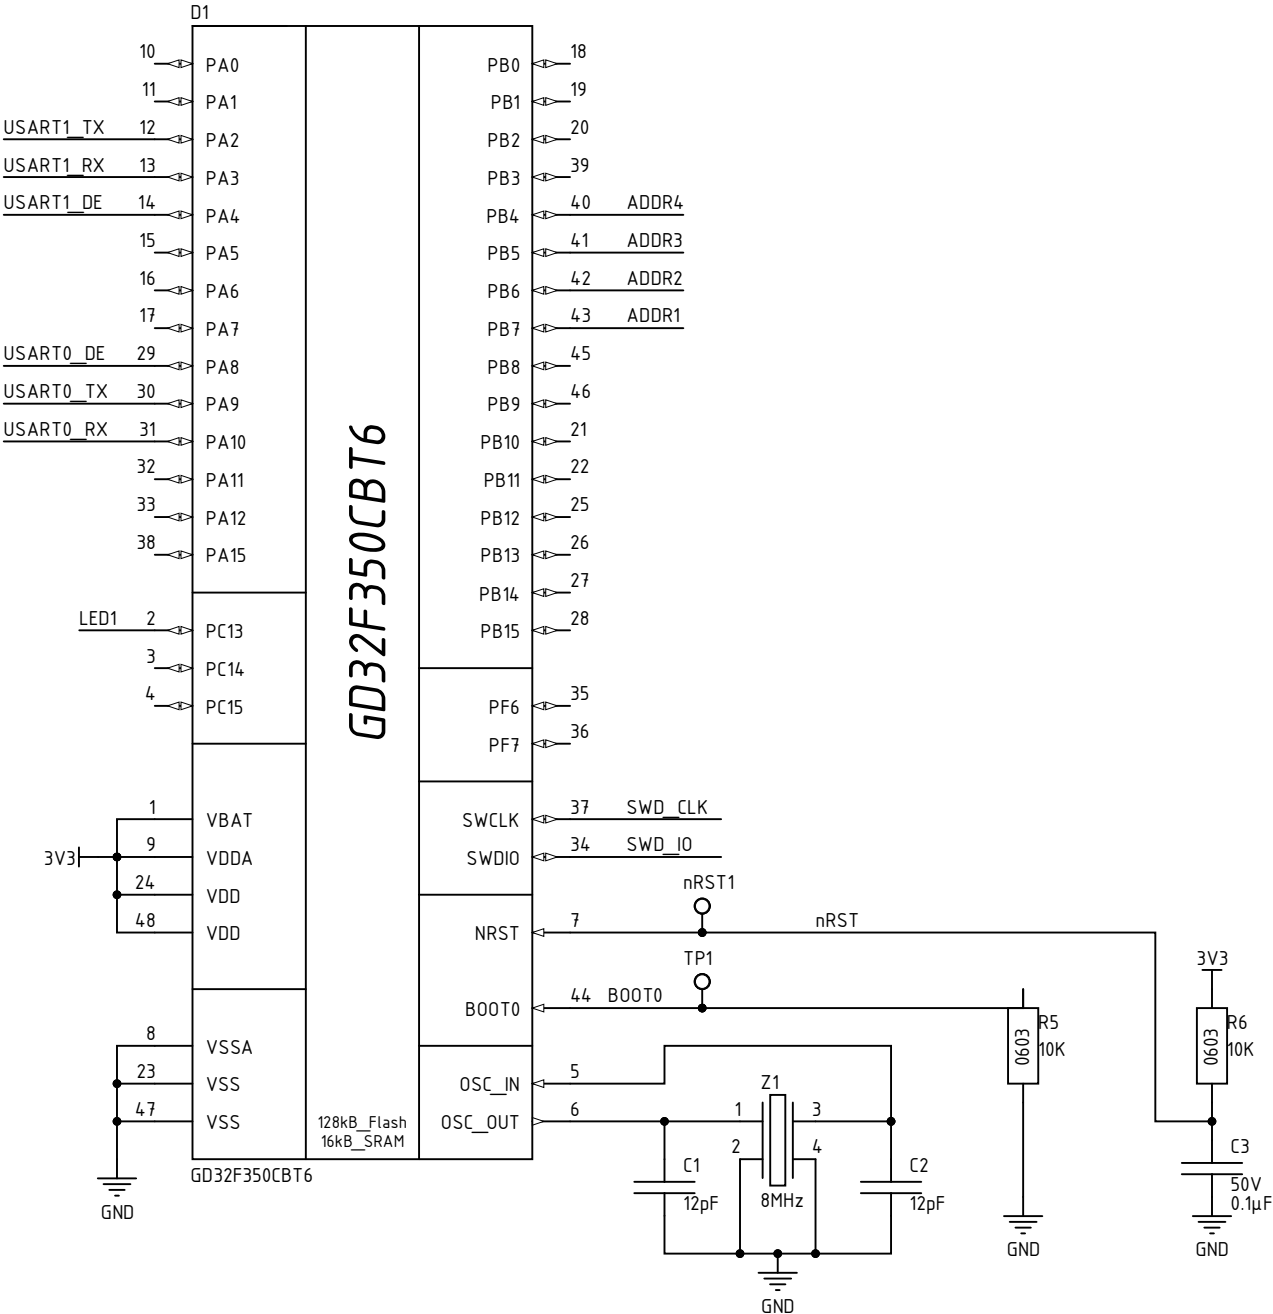 D1
10 PA0 PB0 18
11 PA1 PB1 19
USART1_TX 12 PA2 PB2 20
USART1_RX 13 PA3 PB3 39
USART1_DE 14 PA4 PB4 40 ADDR4
15 PA5 PB5 41 ADDR3
16 PA6 PB6 42 ADDR2
17 PA7 PB7 43 ADDR1
USART0_DE 29 PA8 PB8 45
USART0_TX 30 PA9 PB9 46
USART0_RX 31 PA10 PB10 21
32 PA11 PB11 22
33 PA12 PB12 25
38 PA15 PB13 26
PB14 27
LED1 2 PC13 PB15 28
3 PC14
4 PC15 PF6 35
PF7 36
GD32F350CBT6
1 VBAT SWCLK 37 SWD_CLK
3V3 9 VDDA SWDIO 34 SWD_IO
24 VDD
nRST1
48 VDD NRST 7 nRST
TP1 3V3
BOOT0 44 BOOT0
R5 R6
0603 0603
10K 10K
8 VSSA
23 VSS OSC_IN 5
Z1
47 VSS OSC_OUT 6 1 3
128kB_Flash
16kB_SRAM
2 4
GD32F350CBT6
C1 C2 C3
12pF 8MHz 12pF 50V
0.1µF
GND
GND GND
GND